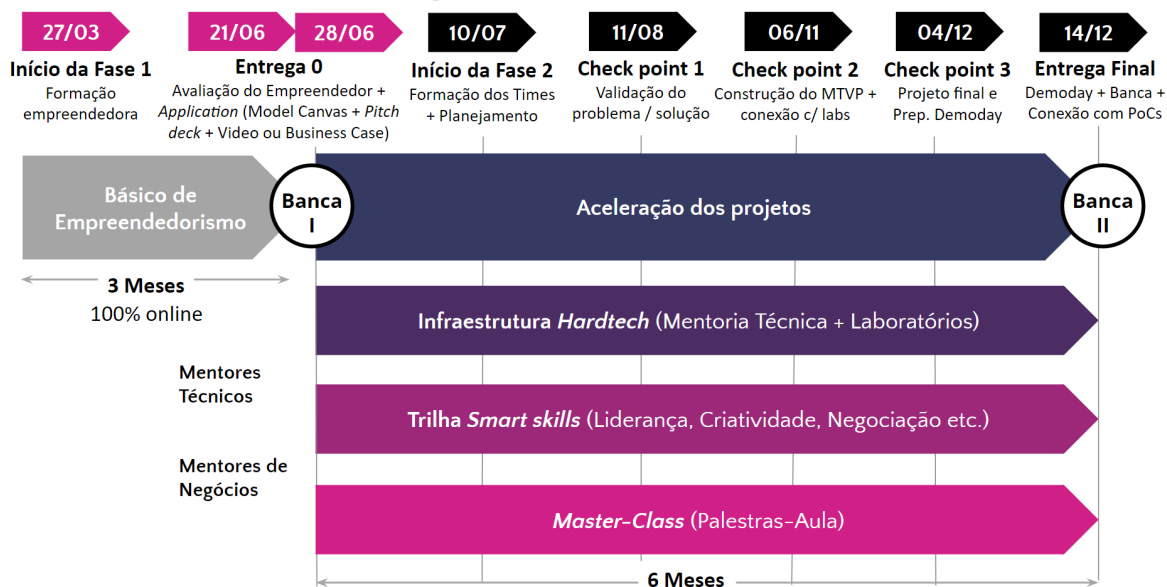 27/03
21/06
28/06
10/07
11/08
06/11
04/12
14/12
Início da Fase 1
Formação
empreendedora
Entrega 0
Avaliação do Empreendedor +
Application (Model Canvas + Pitch
deck + Video ou Business Case)
Início da Fase 2
Formação dos Times
+ Planejamento
Check point 1
Validação do
problema / solução
Check point 2
Construção do MTVP +
conexão c/ labs
Check point 3
Projeto final e
Prep. Demoday
Entrega Final
Demoday + Banca +
Conexão com PoCs
Básico de
Empreendedorismo
Banca
I
Aceleração dos projetos
Banca
II
3 Meses
100% online
Infraestrutura Hardtech (Mentoria Técnica + Laboratórios)
Mentores
Técnicos
Trilha Smart skills (Liderança, Criatividade, Negociação etc.)
Mentores de
Negócios
Master-Class (Palestras-Aula)
6 Meses